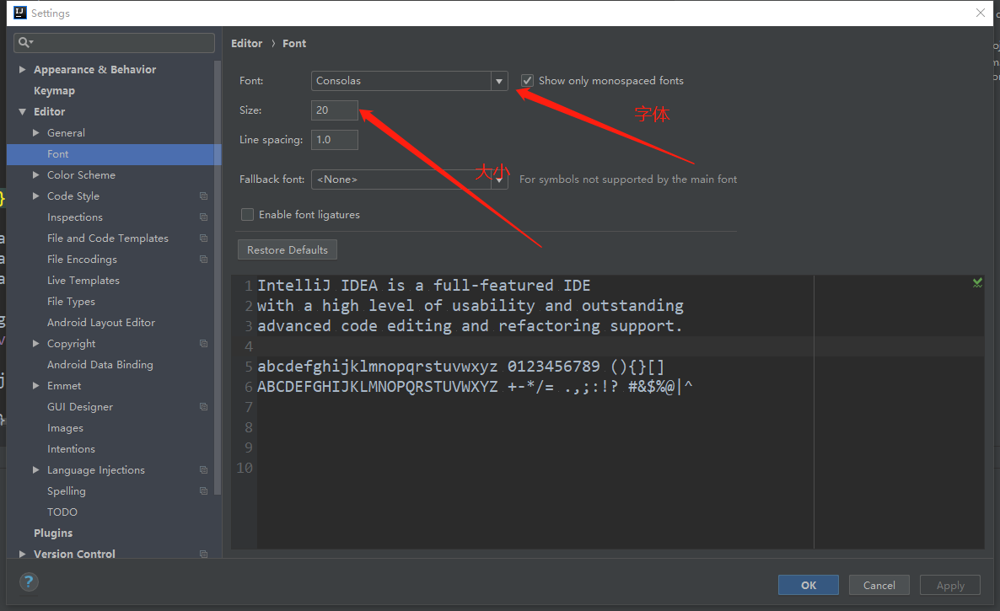 Settings
Editor › Font
Appearance & Behavior
Keymap
Editor
General
Font
Color Scheme
Code Style
Inspections
File and Code Templates
File Encodings
Live Templates
File Types
Android Layout Editor
Copyright
Android Data Binding
Emmet
GUI Designer
Images
Intentions
Language Injections
Spelling
TODO
Plugins
Version Control
Font: Consolas Show only monospaced fonts
字体
Size: 20
Line spacing: 1.0
大小
Fallback font: <None> For symbols not supported by the main font
Enable font ligatures
Restore Defaults
1 IntelliJ IDEA is a full-featured IDE
2 with a high level of usability and outstanding
3 advanced code editing and refactoring support.
4
5 abcdefghijklmnopqrstuvwxyz 0123456789 (){}[]
6 ABCDEFGHIJKLMNOPQRSTUVWXYZ +-*/= .,;:!? #&$%@|^
7
8
9
10
? OK Cancel Apply